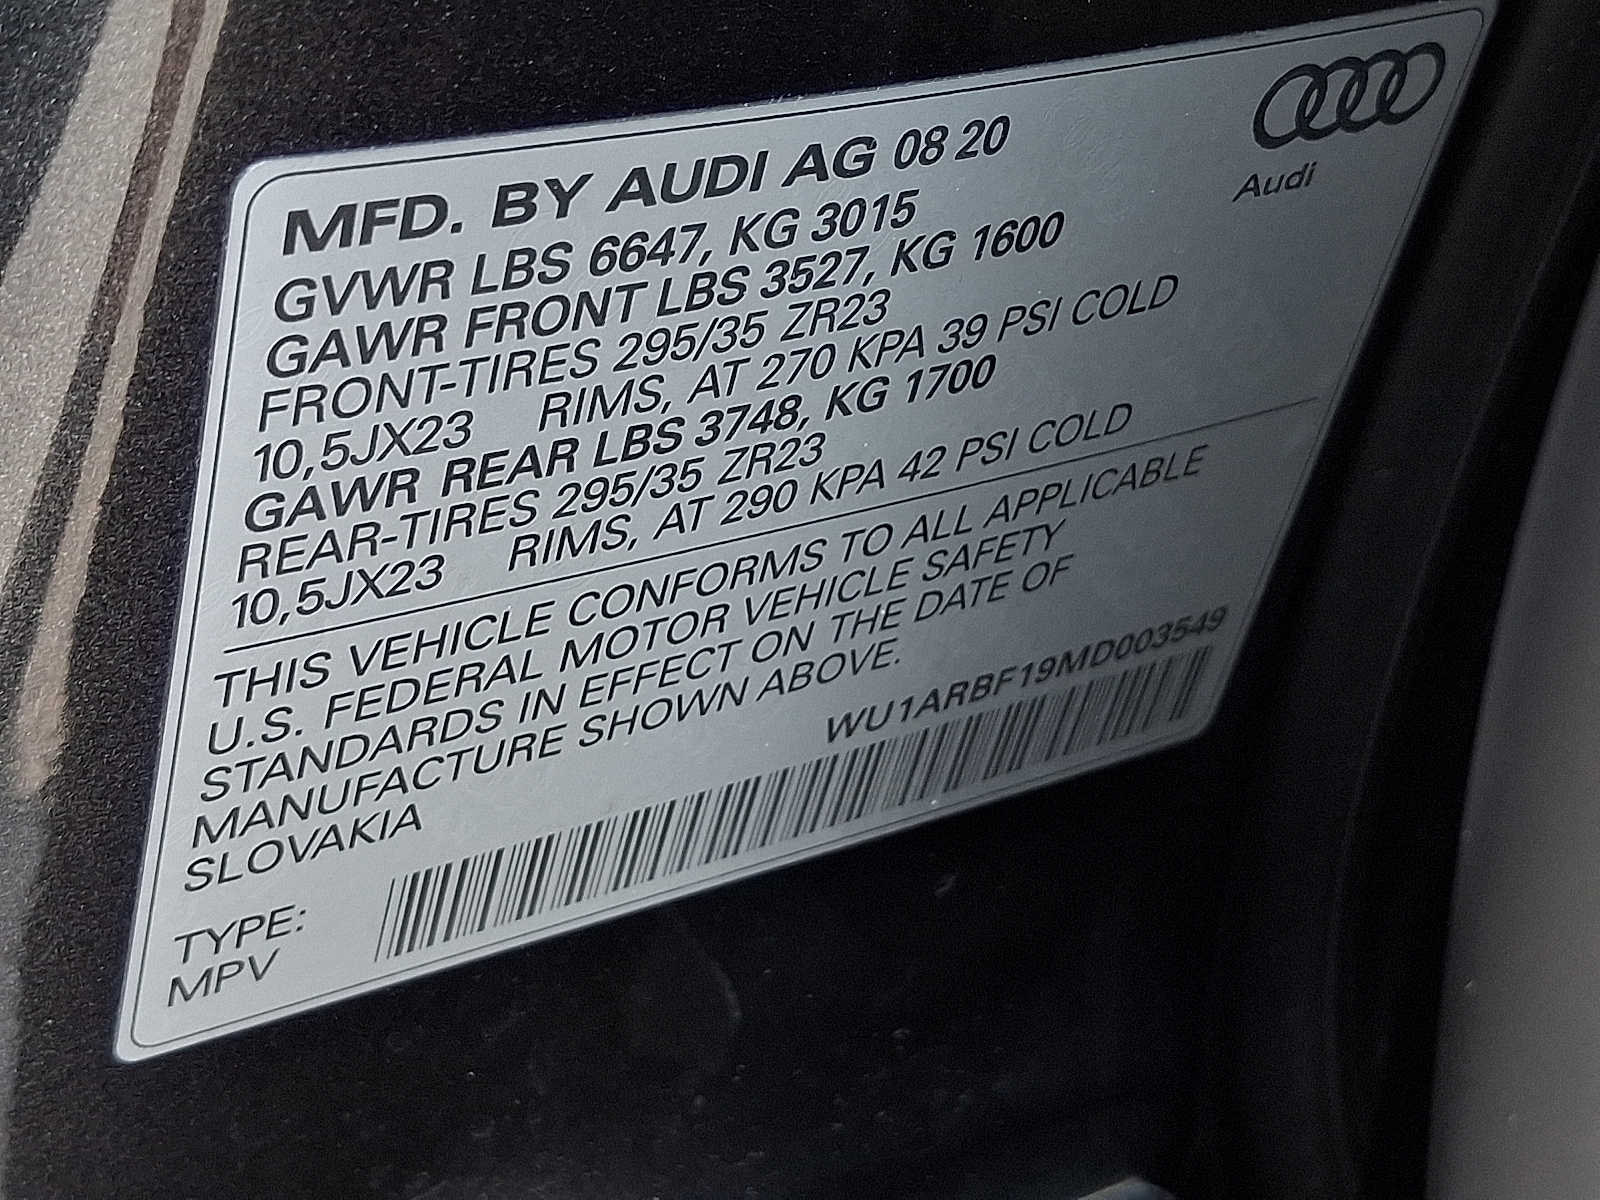 MFD. BY AUDI AG 08 20
Audi
GVWR LBS 6647, KG 3015
GAWR FRONT LBS 3527, KG 1600
FRONT-TIRES 295/35 ZR23
10,5JX23 RIMS, AT 270 KPA 39 PSI COLD
GAWR REAR LBS 3748, KG 1700
REAR-TIRES 295/35 ZR23
10,5JX23 RIMS, AT 290 KPA 42 PSI COLD
THIS VEHICLE CONFORMS TO ALL APPLICABLE
U.S. FEDERAL MOTOR VEHICLE SAFETY
STANDARDS IN EFFECT ON THE DATE OF
MANUFACTURE SHOWN ABOVE.
SLOVAKIA
WU1ARBF19MD003549
TYPE:
MPV